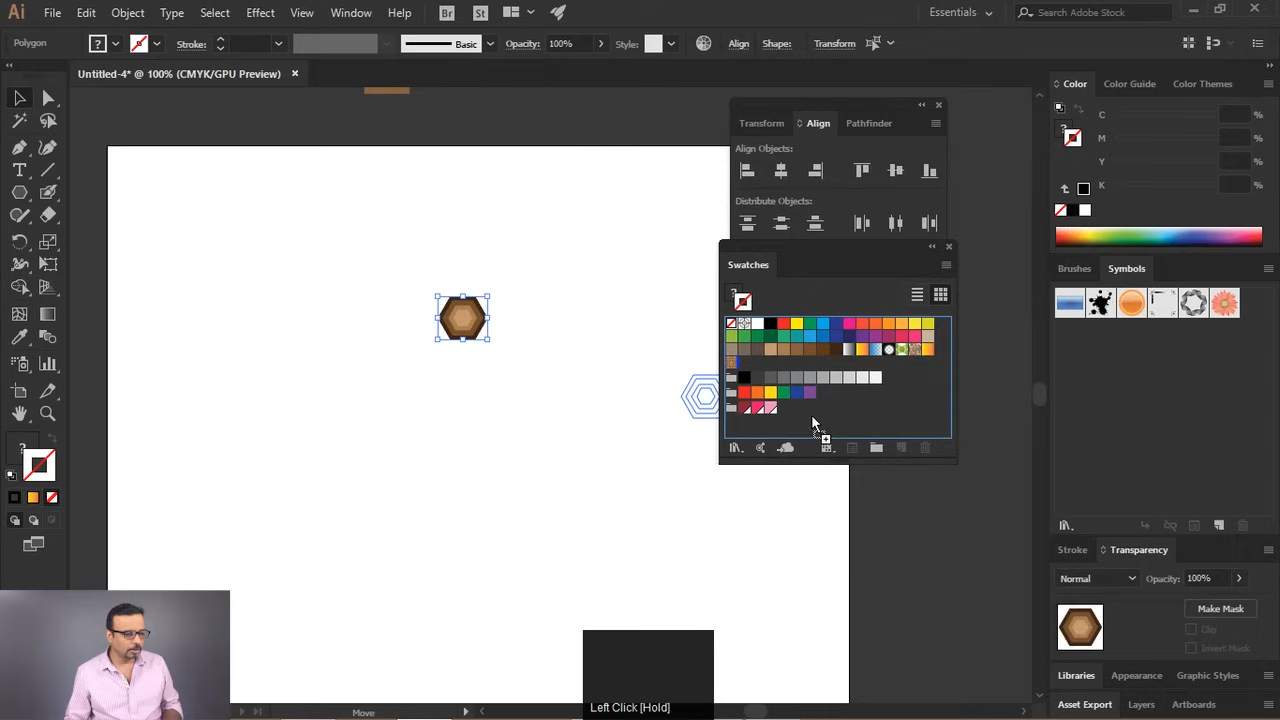 Ai File Edit Object Type Select Effect View Window Help Br St Essentials Search Adobe Stock
Polygon ? Stroke: Basic Opacity: 100% Style: Align Shape: Transform
Untitled-4* @ 100% (CMYK/GPU Preview)
Color Color Guide Color Themes
C %
M %
Y %
K %
Transform Align Pathfinder
Align Objects:
Distribute Objects:
Swatches
?
Brushes Symbols
?
Stroke Transparency
Normal Opacity: 100%
Make Mask
Clip
Invert Mask
Libraries Appearance Graphic Styles
Asset Export Layers Artboards
Left Click [Hold]
Move